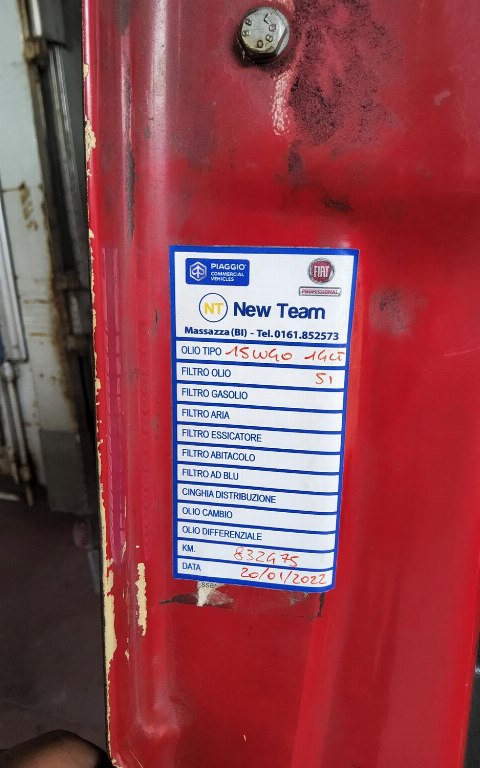 PIAGGIO
COMMERCIAL
VEHICLES
FIAT
PROFESSIONAL
NT New Team
Massazza (BI) - Tel.0161.852573
OLIO TIPO 15W40
FILTRO OLIO SI
FILTRO GASOLIO
FILTRO ARIA
FILTRO ESSICATORE
FILTRO ABITACOLO
FILTRO AD BLU
CINGHIA DISTRIBUZIONE
OLIO CAMBIO
OLIO DIFFERENZIALE
KM. 832475
DATA 20/01/2022